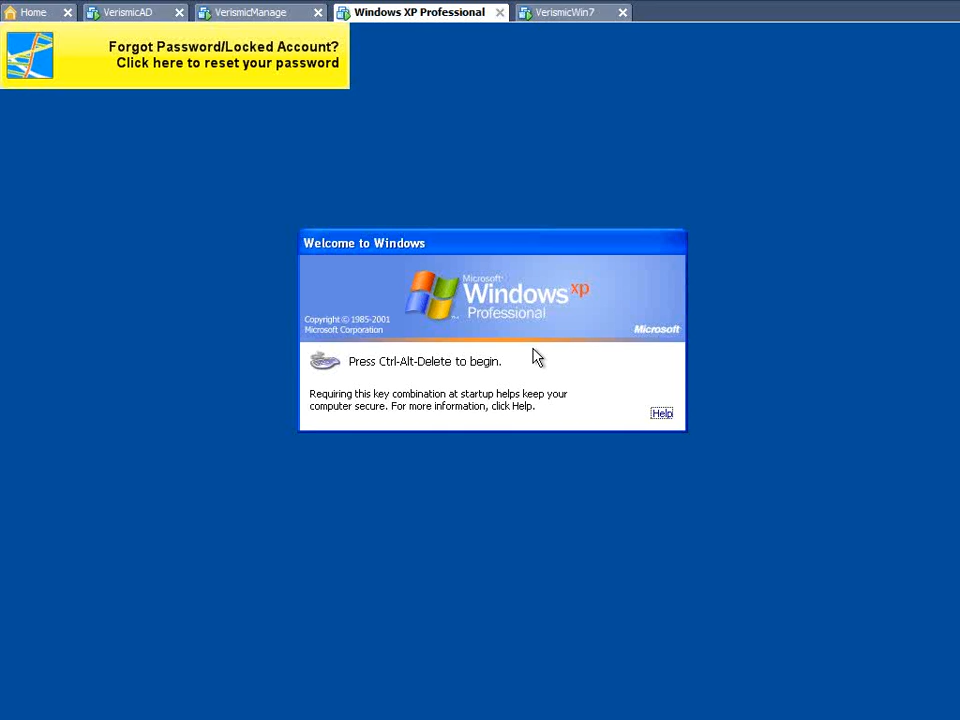 Home
VerismicAD
VerismicManage
Windows XP Professional
VerismicWin7
Forgot Password/Locked Account?
Click here to reset your password
Welcome to Windows
Microsoft
Windows xp
Professional
Copyright © 1985-2001
Microsoft Corporation
Microsoft
Press Ctrl-Alt-Delete to begin.
Requiring this key combination at startup helps keep your
computer secure. For more information, click Help.
Help